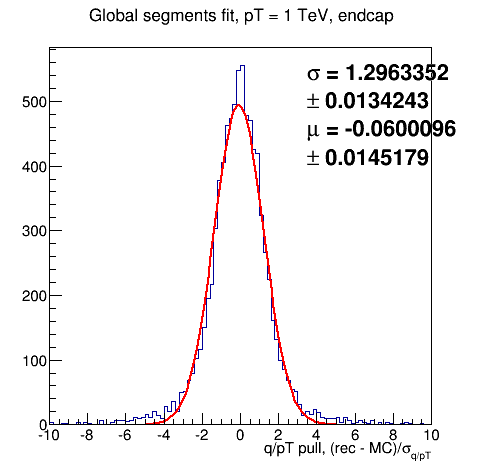 Global segments fit, pT = 1 TeV, endcap
σ = 1.2963352
± 0.0134243
μ = -0.0600096
± 0.0145179
500
400
300
200
100
0
-10 -8 -6 -4 -2 0 2 4 6 8 10
q/pT pull, (rec - MC)/σq/pT